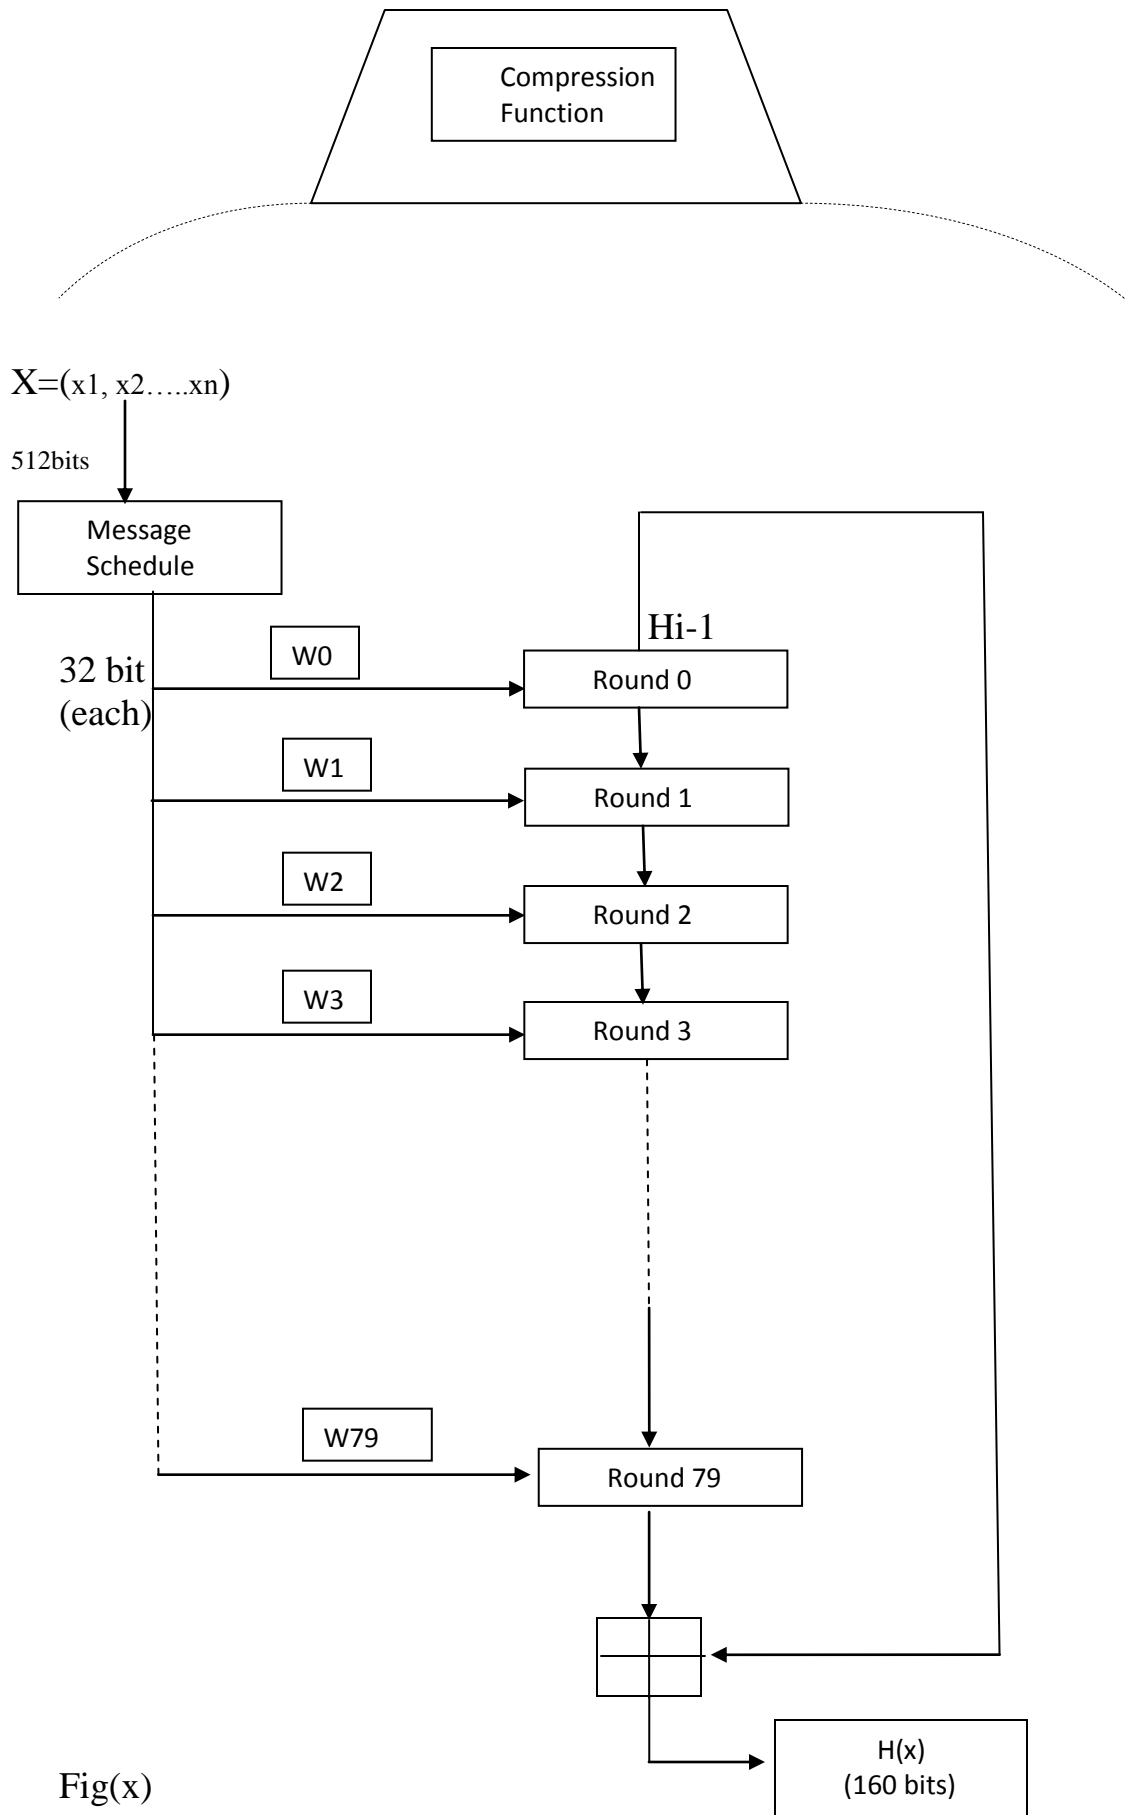 Compression
Function
X=(x1, x2…..xn)
512bits
Message
Schedule
Hi-1
32 bit
(each)
W0
Round 0
W1
Round 1
W2
Round 2
W3
Round 3
W79
Round 79
H(x)
(160 bits)
Fig(x)